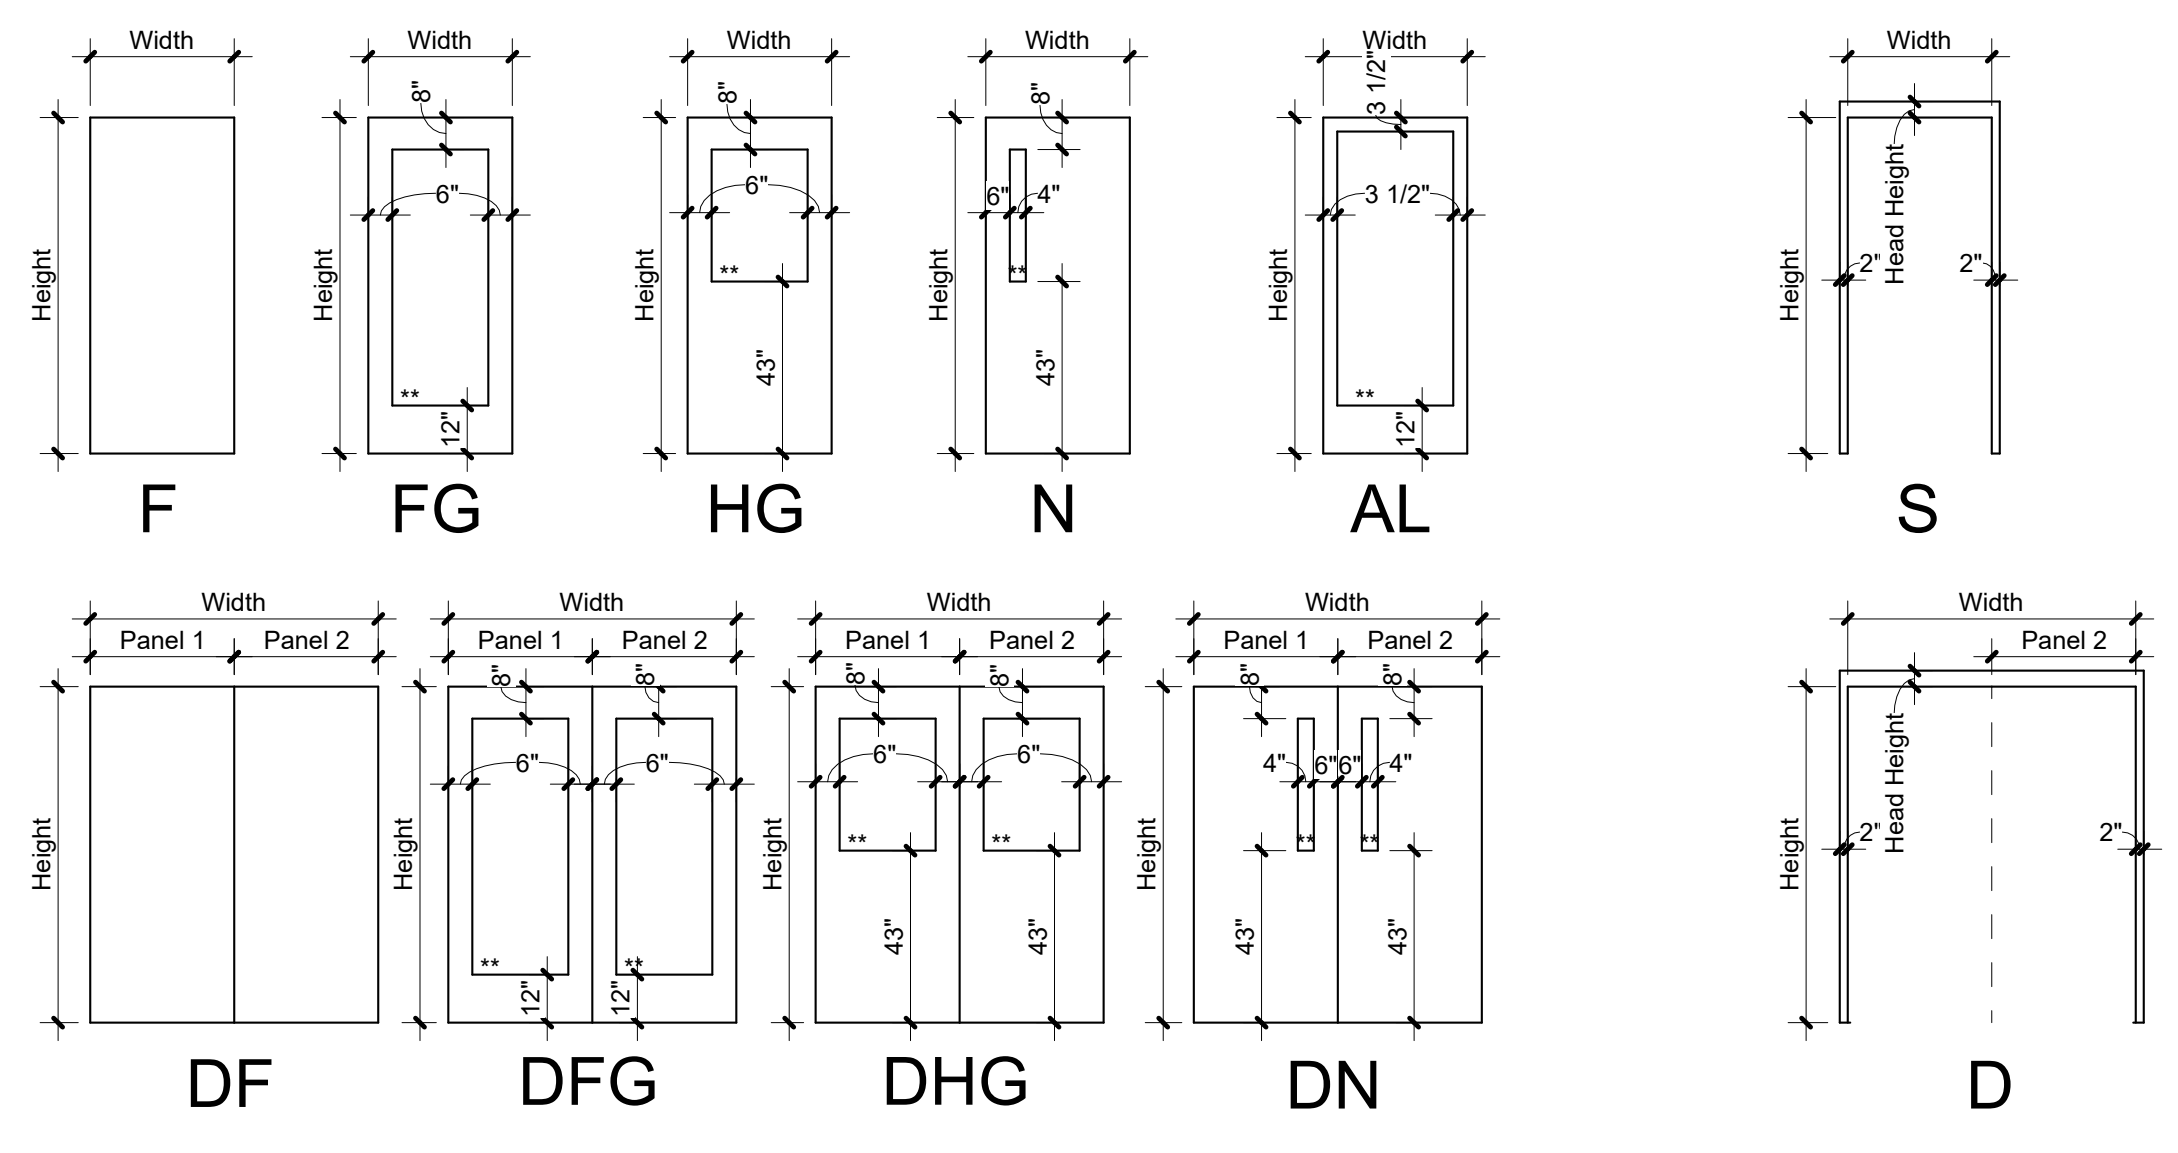 Width
Width
Width
Width
Width
Width
8"
8"
8"
3 1/2"
6"
6"
6" 4"
3 1/2"
Head Height
2"
2"
Height
Height
Height
Height
Height
Height
**
**
**
**
43"
43"
12"
12"
F
FG
HG
N
AL
S
Width
Width
Width
Width
Width
Panel 1 Panel 2
Panel 1 Panel 2
Panel 1 Panel 2
Panel 1 Panel 2
Panel 2
8"
8"
8"
8"
8"
8"
6"
6"
6"
6"
4" 6" 6" 4"
Head Height
2"
2"
Height
Height
Height
Height
Height
**
**
**
**
**
**
43"
43"
43"
43"
12"
12"
DF
DFG
DHG
DN
D